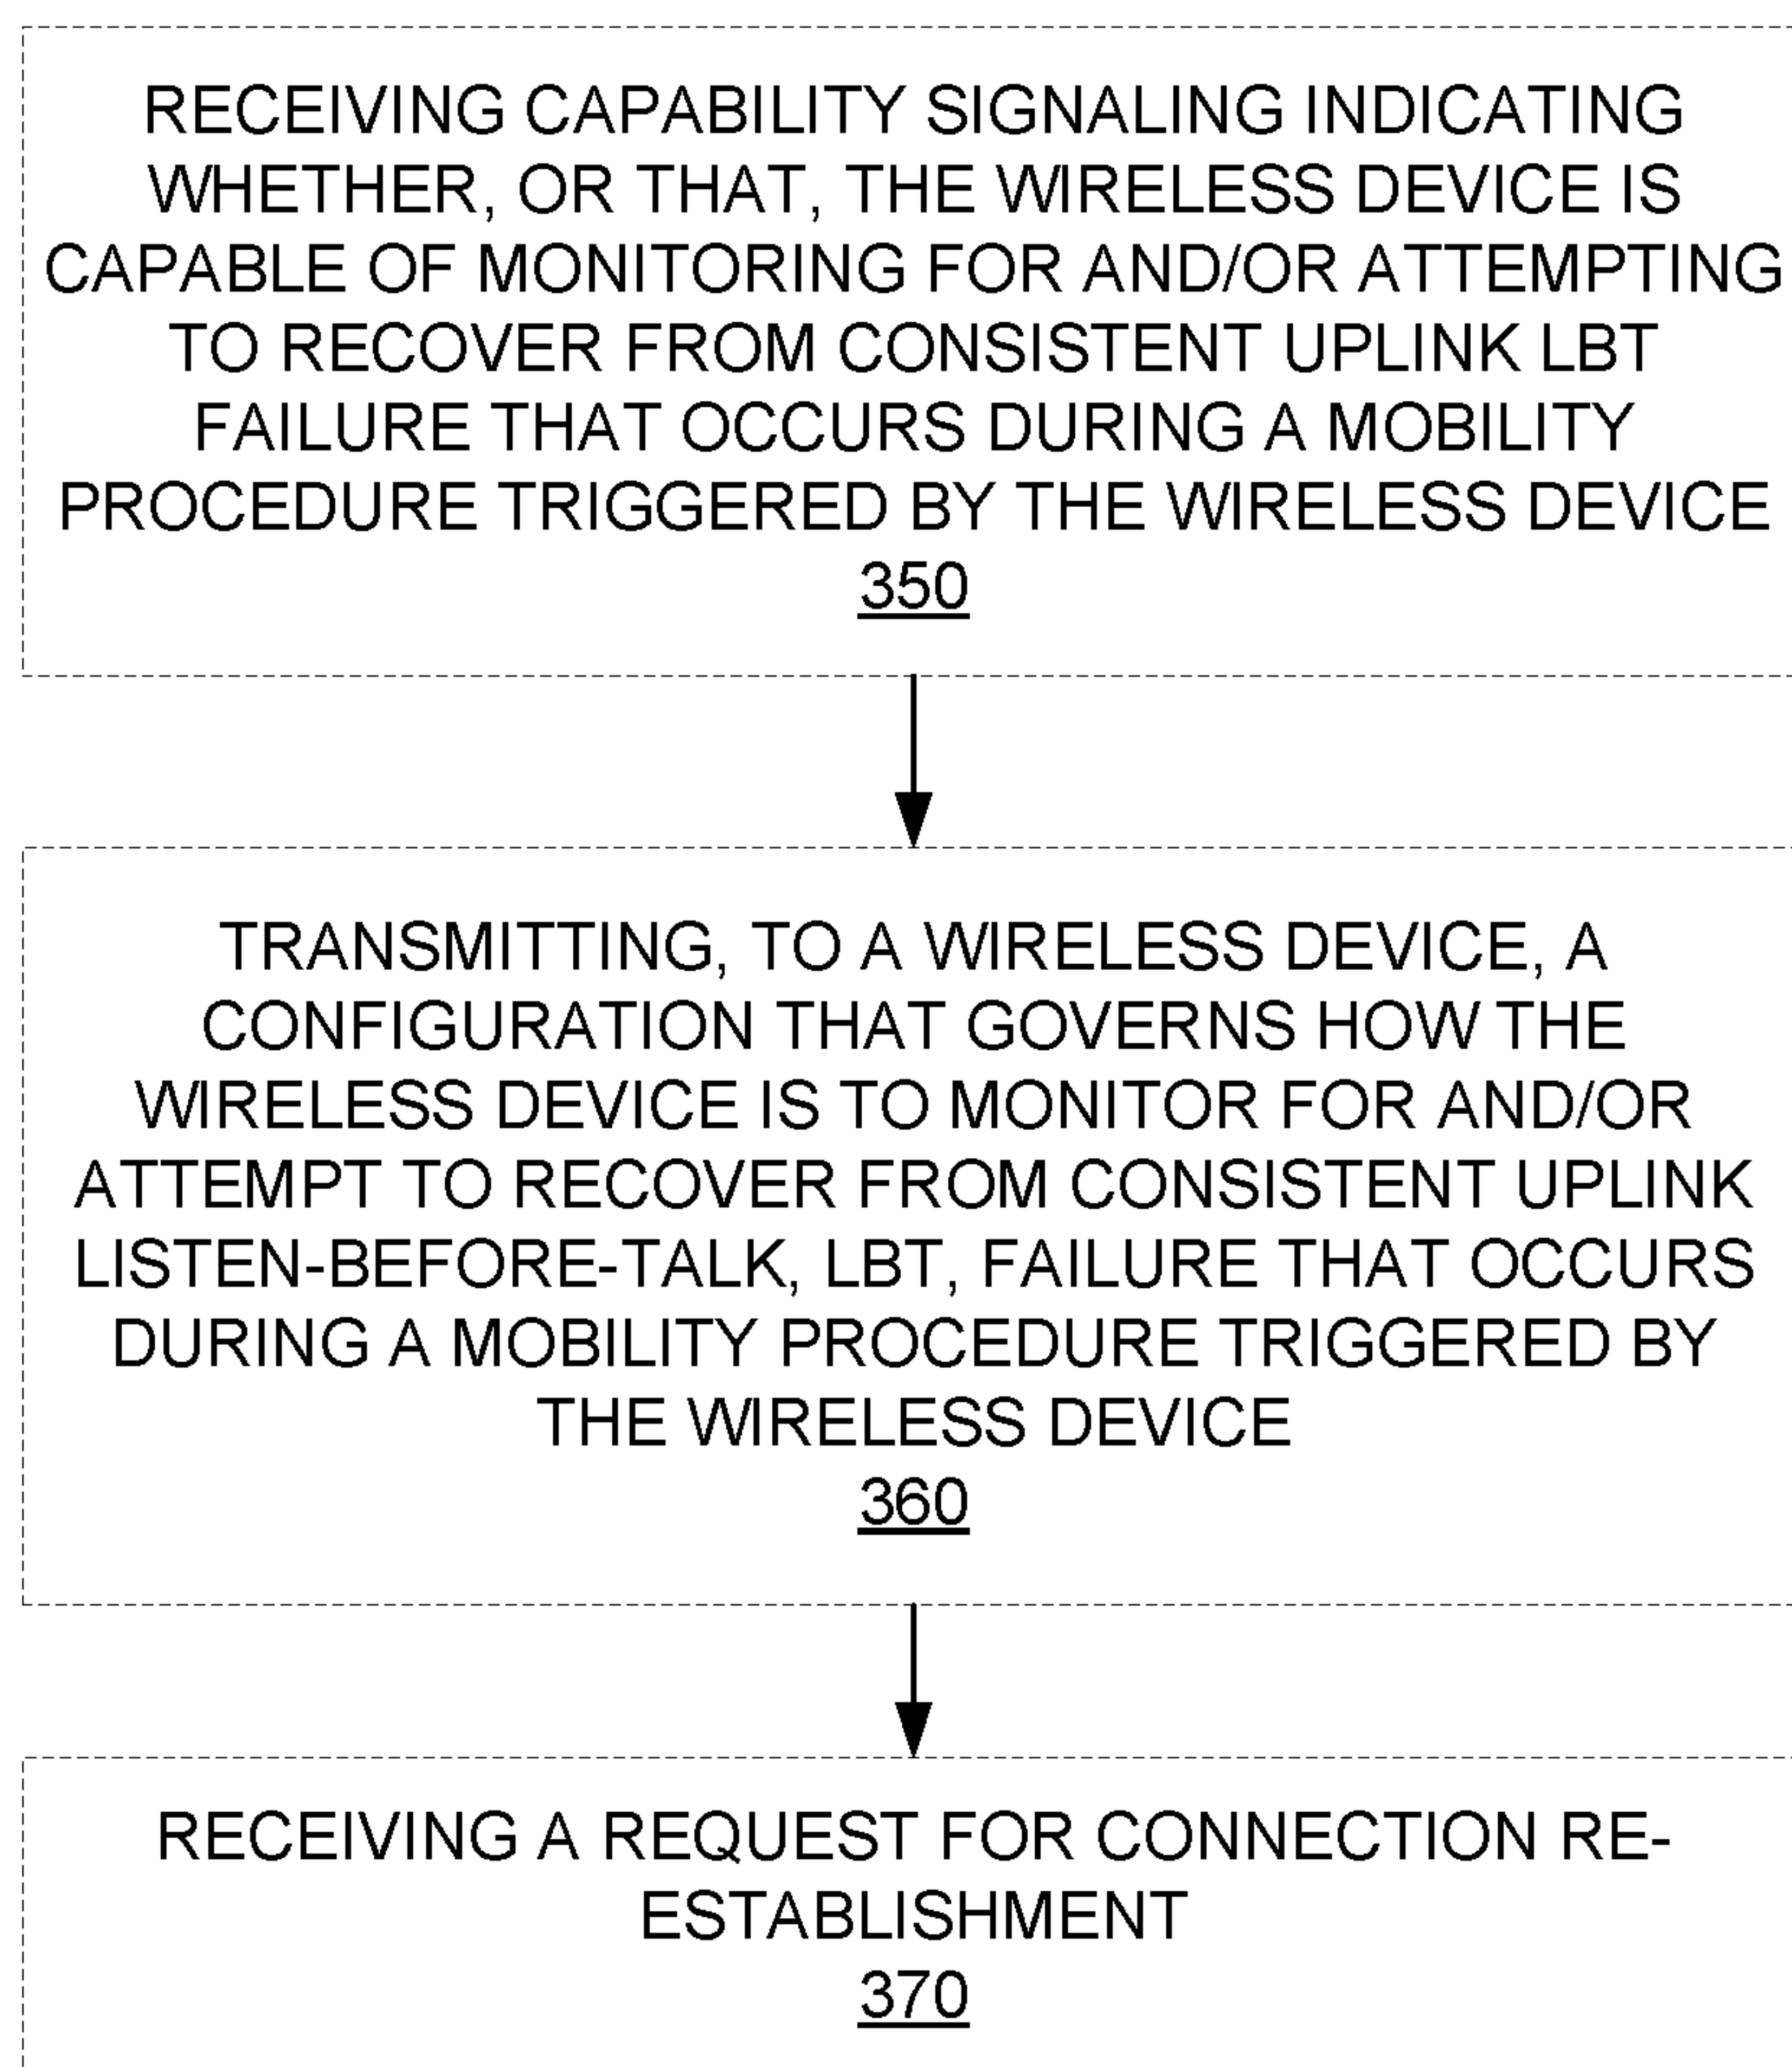 RECEIVING CAPABILITY SIGNALING INDICATING
WHETHER, OR THAT, THE WIRELESS DEVICE IS
CAPABLE OF MONITORING FOR AND/OR ATTEMPTING
TO RECOVER FROM CONSISTENT UPLINK LBT
FAILURE THAT OCCURS DURING A MOBILITY
PROCEDURE TRIGGERED BY THE WIRELESS DEVICE
350
TRANSMITTING, TO A WIRELESS DEVICE, A
CONFIGURATION THAT GOVERNS HOW THE
WIRELESS DEVICE IS TO MONITOR FOR AND/OR
ATTEMPT TO RECOVER FROM CONSISTENT UPLINK
LISTEN-BEFORE-TALK, LBT, FAILURE THAT OCCURS
DURING A MOBILITY PROCEDURE TRIGGERED BY
THE WIRELESS DEVICE
360
RECEIVING A REQUEST FOR CONNECTION RE-
ESTABLISHMENT
370